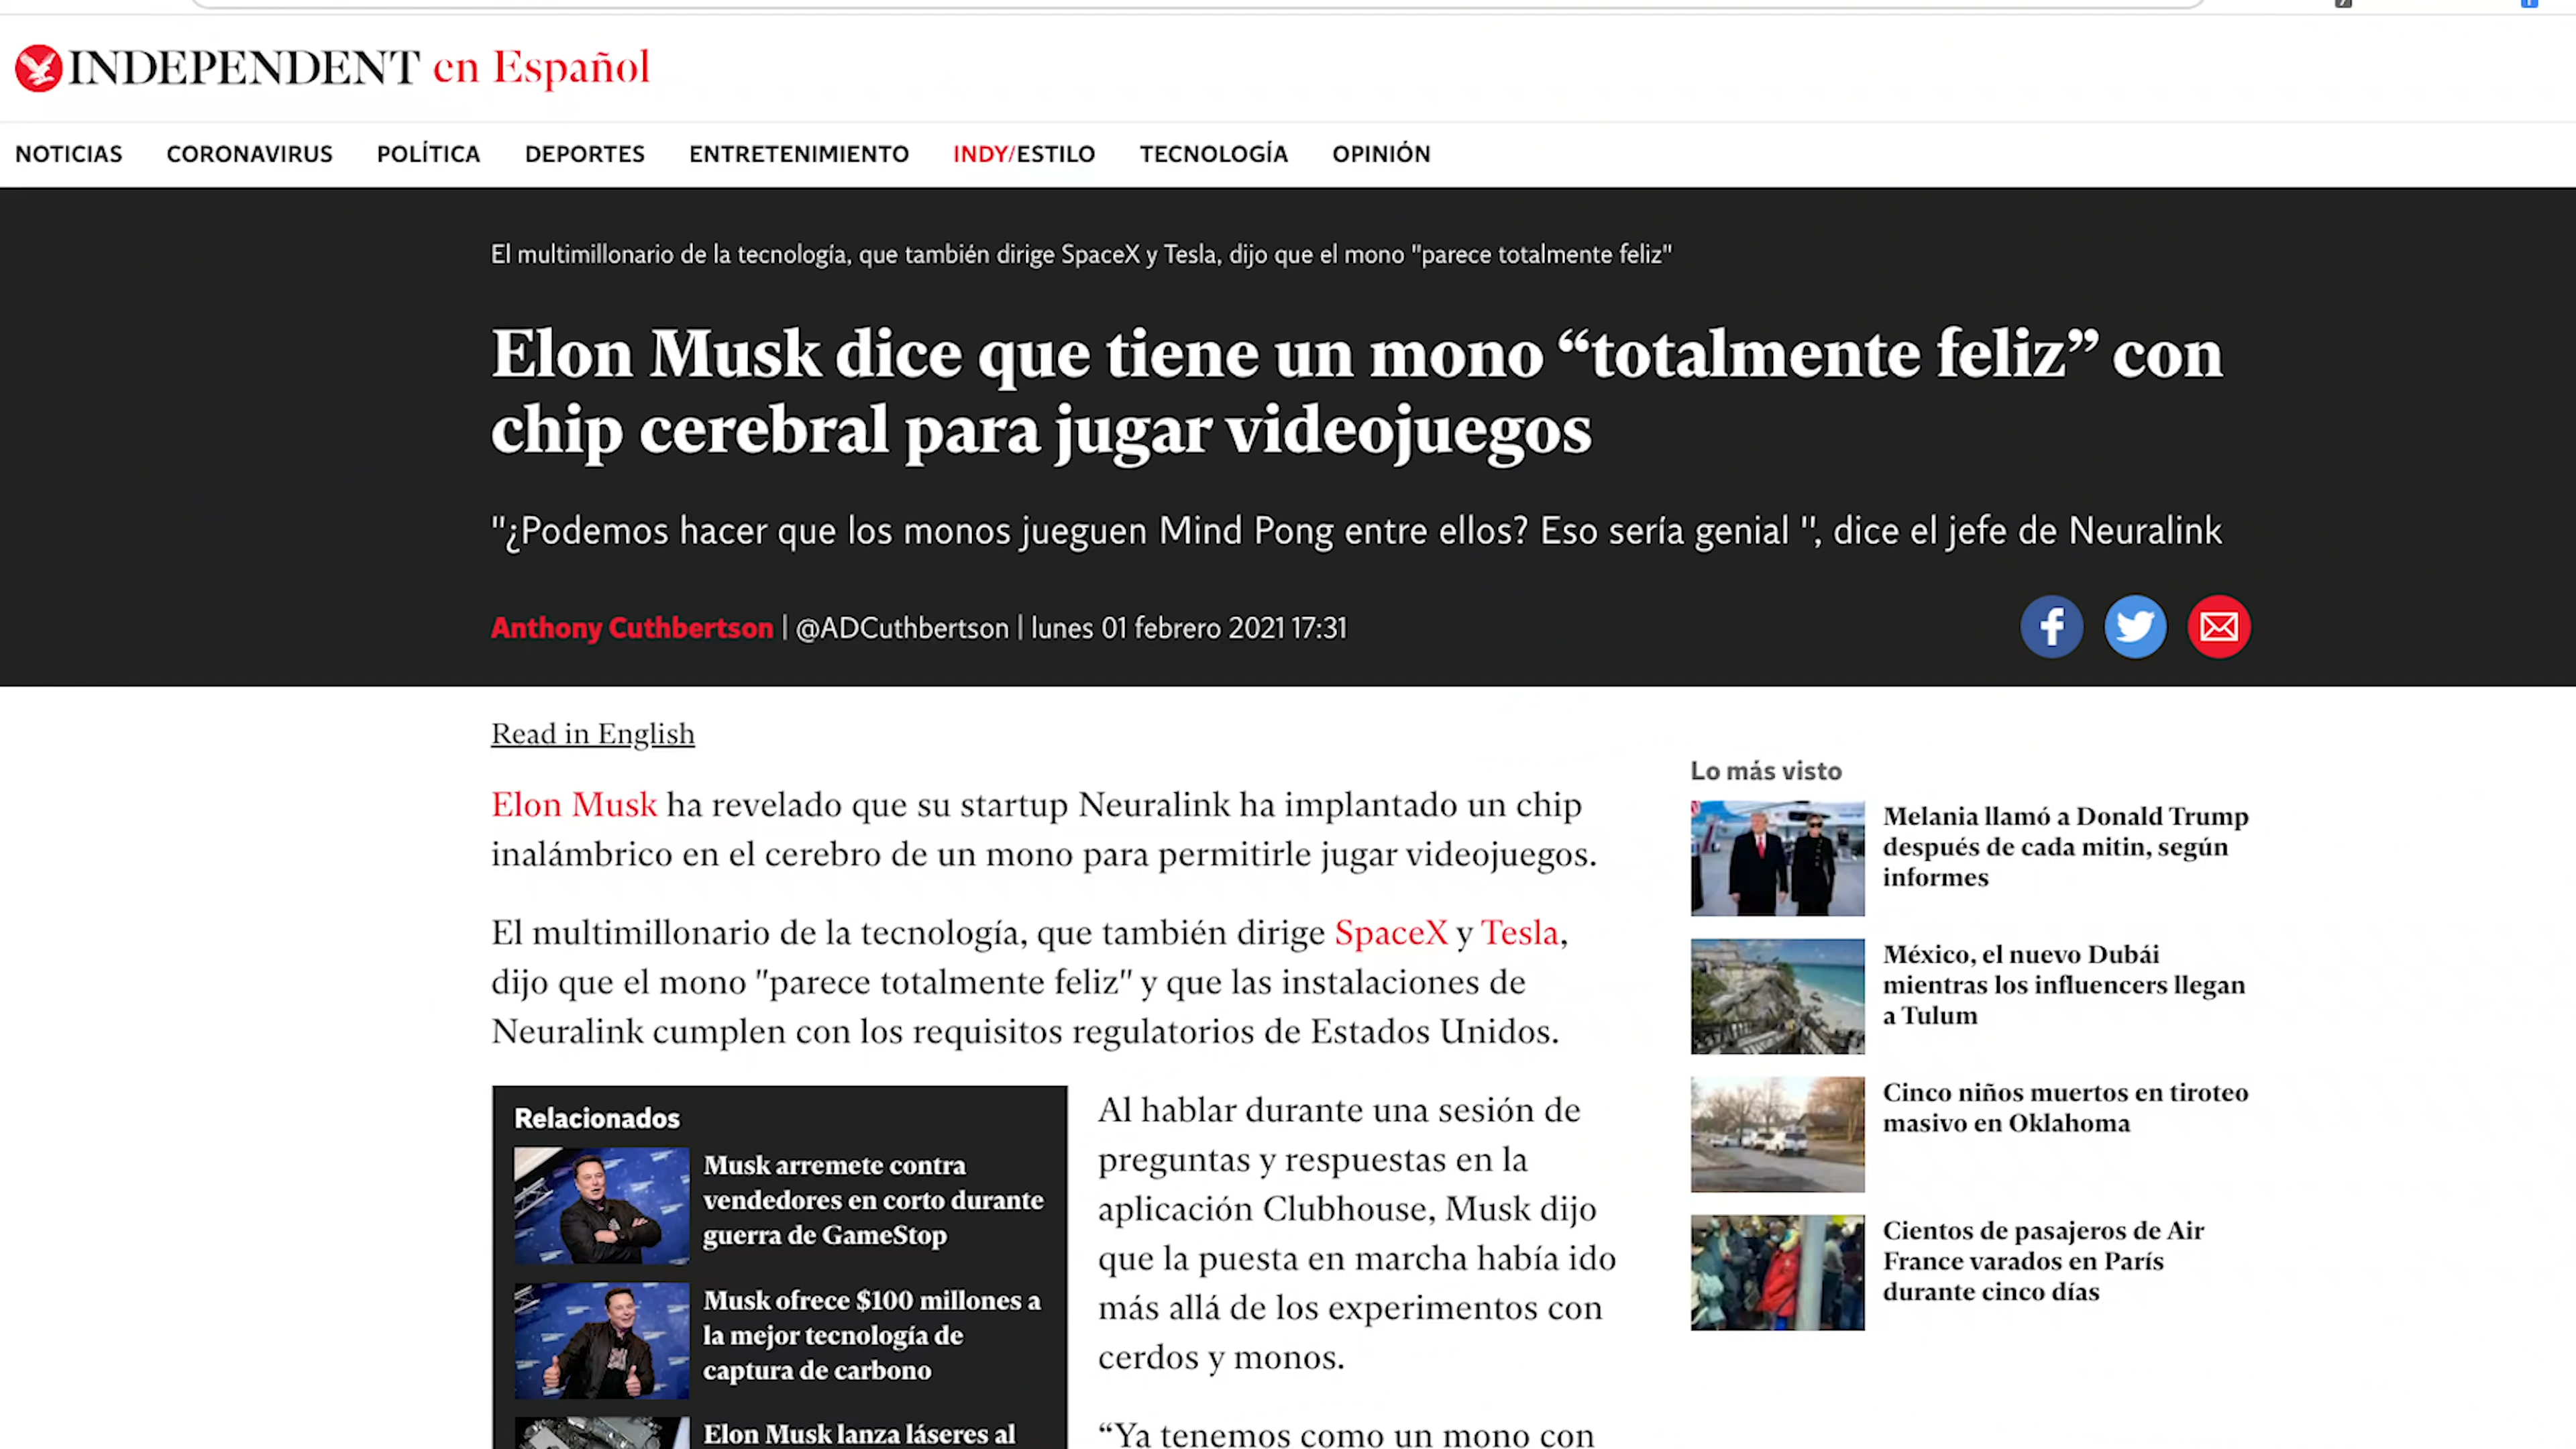 INDEPENDENT en Español
NOTICIAS CORONAVIRUS POLÍTICA DEPORTES ENTRETENIMIENTO INDY/ESTILO TECNOLOGÍA OPINIÓN
El multimillonario de la tecnología, que también dirige SpaceX y Tesla, dijo que el mono "parece totalmente feliz"
Elon Musk dice que tiene un mono “totalmente feliz” con
chip cerebral para jugar videojuegos
"¿Podemos hacer que los monos jueguen Mind Pong entre ellos? Eso sería genial ", dice el jefe de Neuralink
Anthony Cuthbertson | @ADCuthbertson | lunes 01 febrero 2021 17:31
Read in English
Elon Musk ha revelado que su startup Neuralink ha implantado un chip
inalámbrico en el cerebro de un mono para permitirle jugar videojuegos.
El multimillonario de la tecnología, que también dirige SpaceX y Tesla,
dijo que el mono "parece totalmente feliz" y que las instalaciones de
Neuralink cumplen con los requisitos regulatorios de Estados Unidos.
Relacionados
Musk arremete contra
vendedores en corto durante
guerra de GameStop
Musk ofrece $100 millones a
la mejor tecnología de
captura de carbono
Elon Musk lanza láseres al
Al hablar durante una sesión de
preguntas y respuestas en la
aplicación Clubhouse, Musk dijo
que la puesta en marcha había ido
más allá de los experimentos con
cerdos y monos.
“Ya tenemos como un mono con
Lo más visto
Melania llamó a Donald Trump
después de cada mitin, según
informes
México, el nuevo Dubái
mientras los influencers llegan
a Tulum
Cinco niños muertos en tiroteo
masivo en Oklahoma
Cientos de pasajeros de Air
France varados en París
durante cinco días